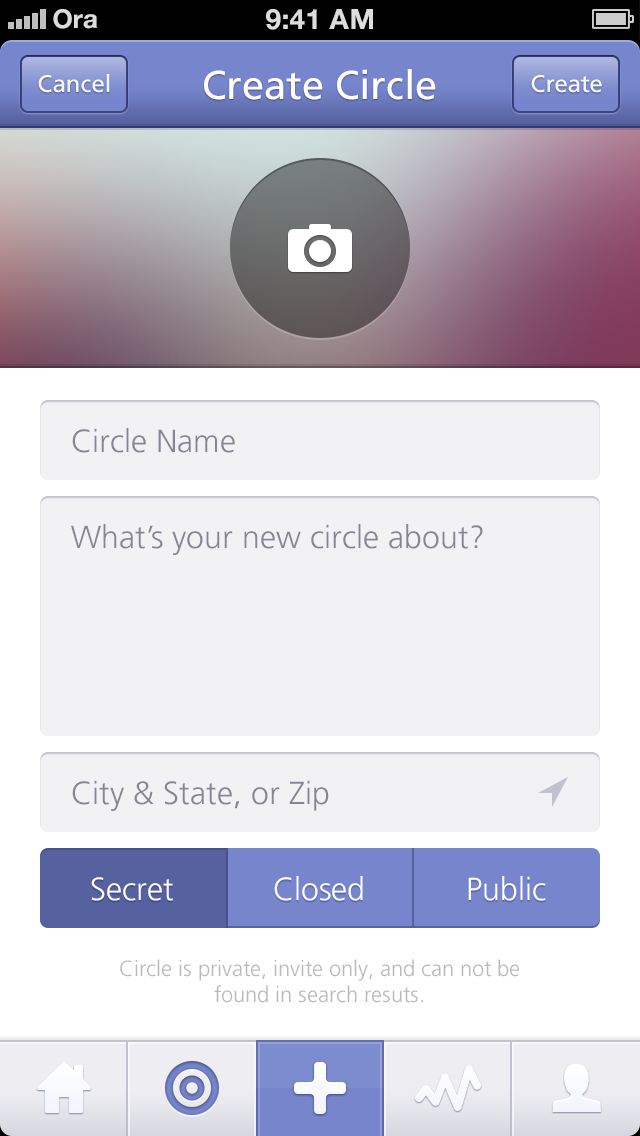 Ora 9:41 AM
Cancel Create Circle Create
Circle Name
What's your new circle about?
City & State, or Zip
Secret Closed Public
Circle is private, invite only, and can not be
found in search resuts.